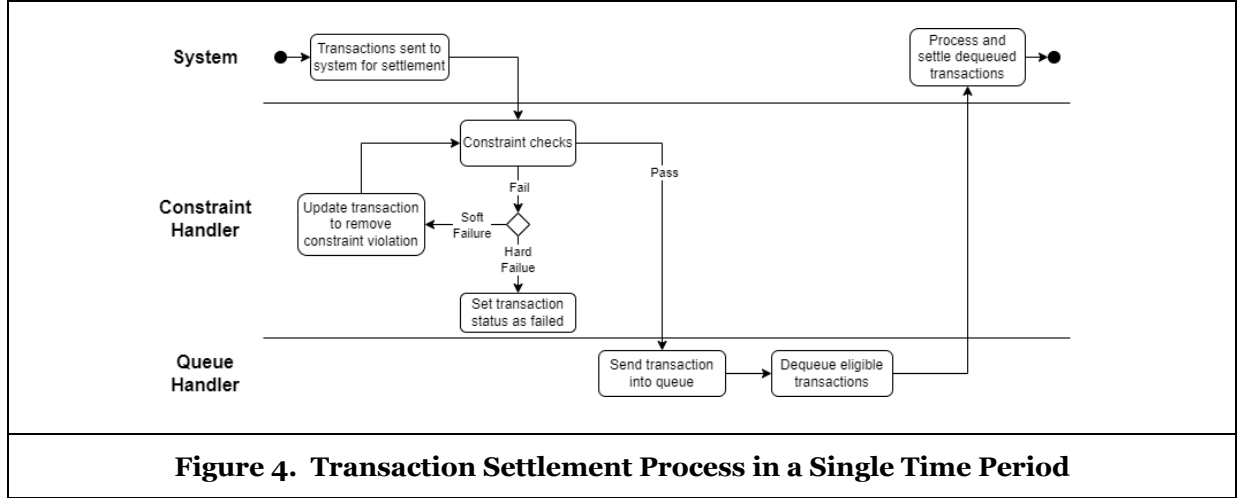 System
Transactions sent to
system for settlement
Process and
settle dequeued
transactions
Constraint
Handler
Constraint checks
Pass
Fail
Update transaction
to remove
constraint violation
Soft
Failure
Hard
Failue
Set transaction
status as failed
Queue
Handler
Send transaction
into queue
Dequeue eligible
transactions
Figure 4. Transaction Settlement Process in a Single Time Period